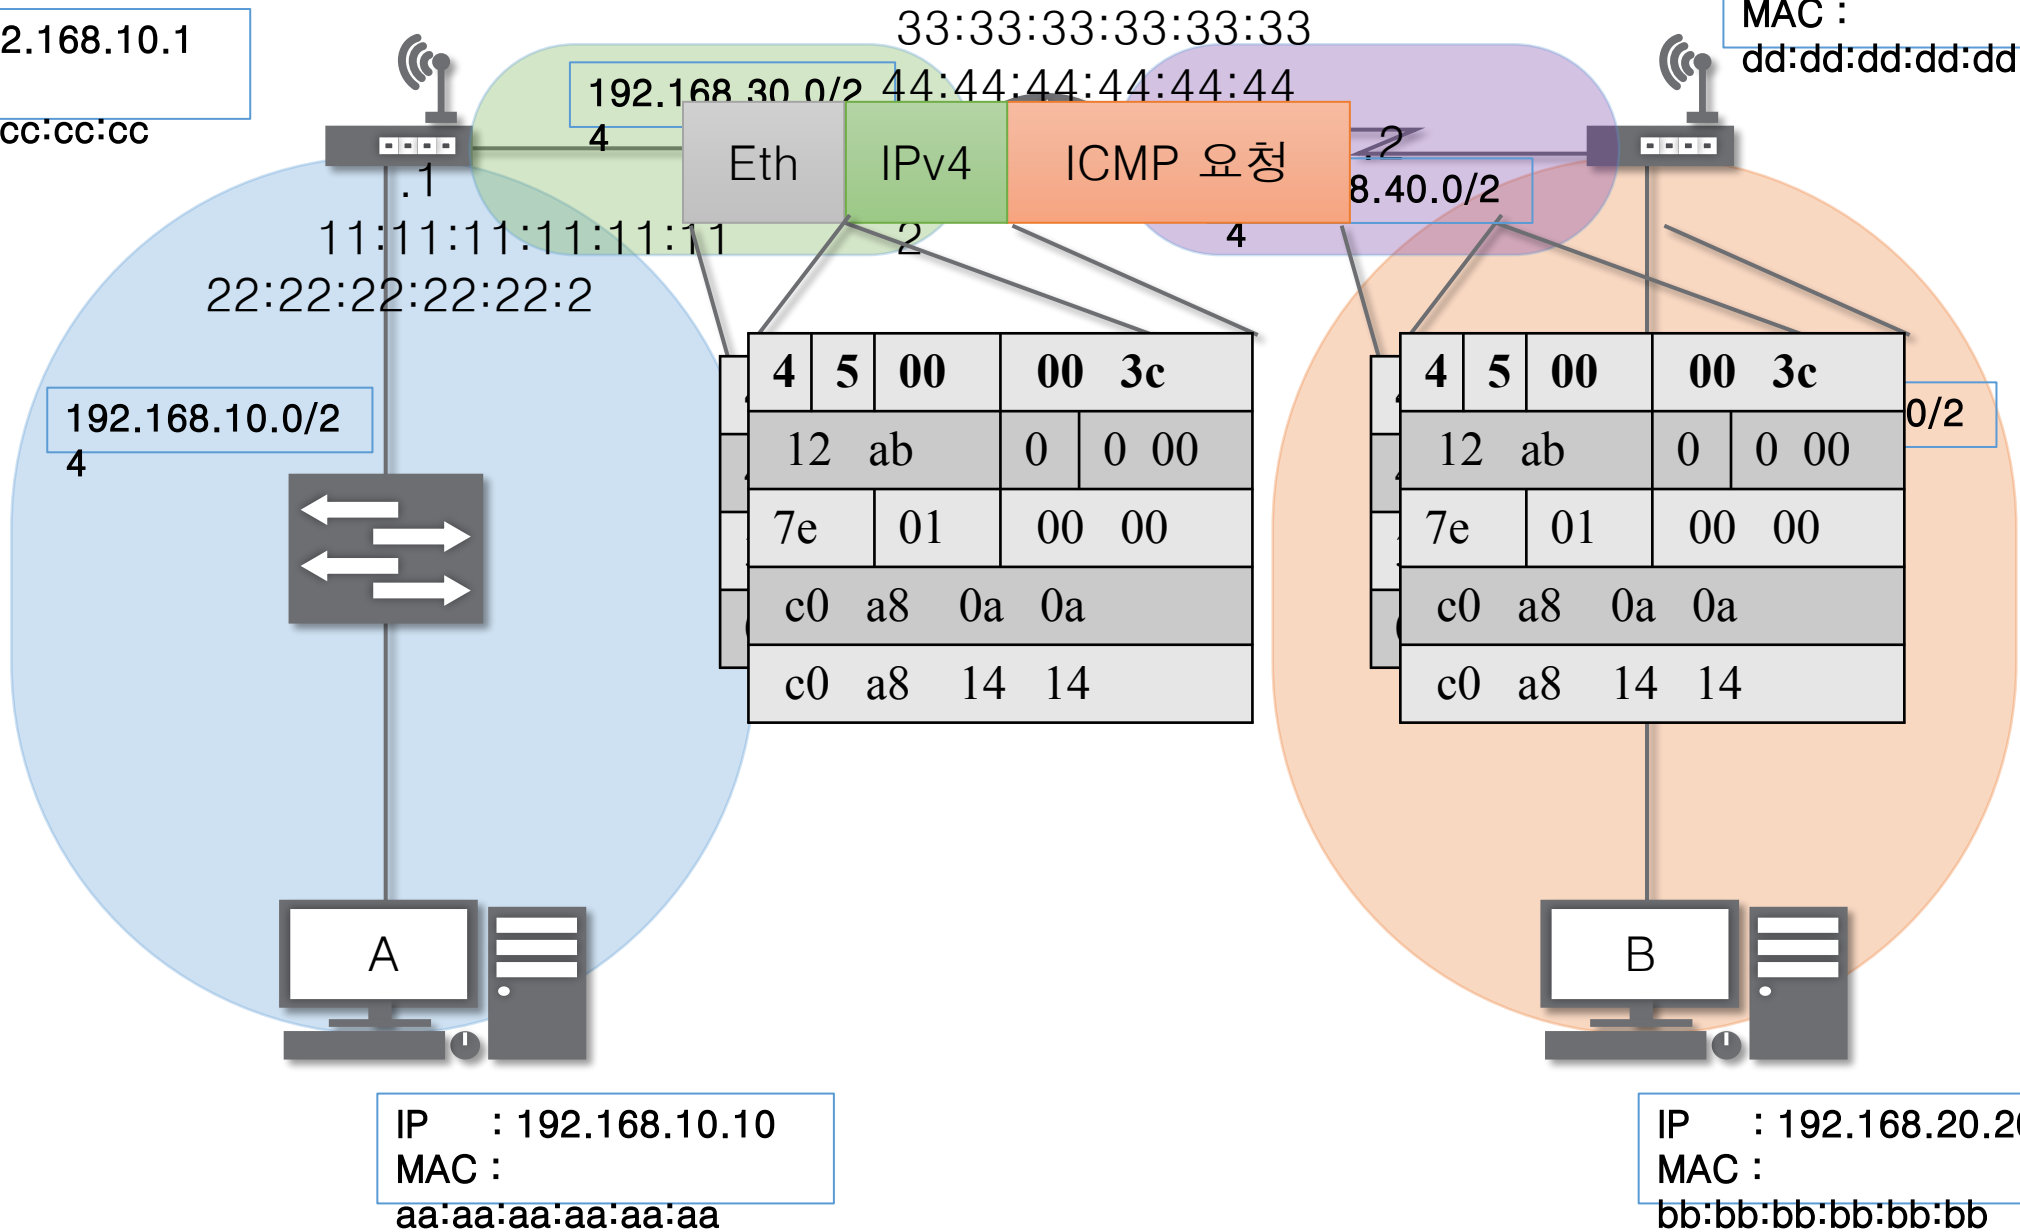 2.168.10.1
cc:cc:cc
33:33:33:33:33:33
44:44:44:44:44:44
MAC :
dd:dd:dd:dd:dd
192.168.30.0/2
4
Eth
IPv4
ICMP 요청
.2
8.40.0/2
4
.1
11:11:11:11:11:11
2
22:22:22:22:22:2
192.168.10.0/2
4
0/2
4 5 00 00 3c
12 ab 0 0 00
7e 01 00 00
c0 a8 0a 0a
c0 a8 14 14
4 5 00 00 3c
12 ab 0 0 00
7e 01 00 00
c0 a8 0a 0a
c0 a8 14 14
A
B
IP : 192.168.10.10
MAC :
aa:aa:aa:aa:aa:aa
IP : 192.168.20.20
MAC :
bb:bb:bb:bb:bb:bb